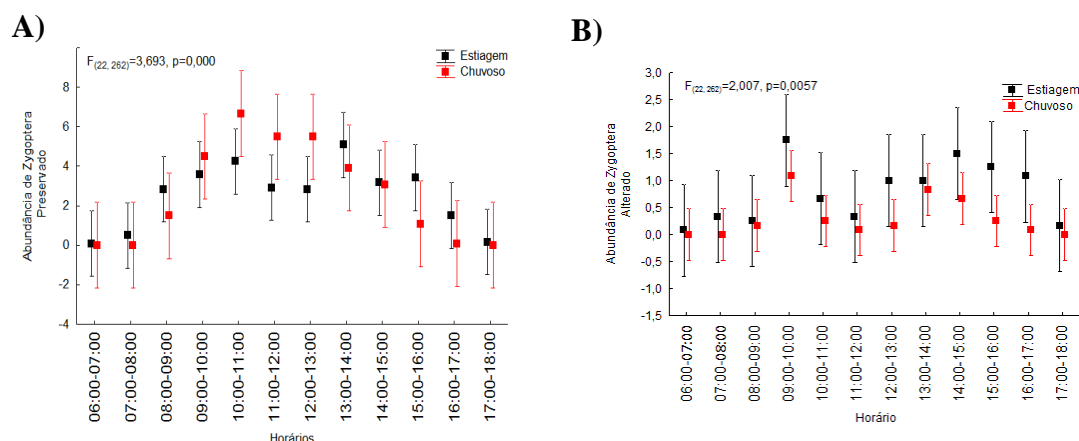 A)
F(22, 262)=3,693, p=0,000
Estiagem
Chuvoso
8
6
4
2
0
-2
-4
Abundância de Zygoptera
Preservado
06:00-07:00
07:00-08:00
08:00-09:00
09:00-10:00
10:00-11:00
11:00-12:00
12:00-13:00
13:00-14:00
14:00-15:00
15:00-16:00
16:00-17:00
17:00-18:00
Horários
B)
F(22, 262)=2,007, p=0,0057
Estiagem
Chuvoso
3,0
2,5
2,0
1,5
1,0
0,5
0,0
-0,5
-1,0
-1,5
Abundância de Zygoptera
Alterado
06:00-07:00
07:00-08:00
08:00-09:00
09:00-10:00
10:00-11:00
11:00-12:00
12:00-13:00
13:00-14:00
14:00-15:00
15:00-16:00
16:00-17:00
17:00-18:00
Horário